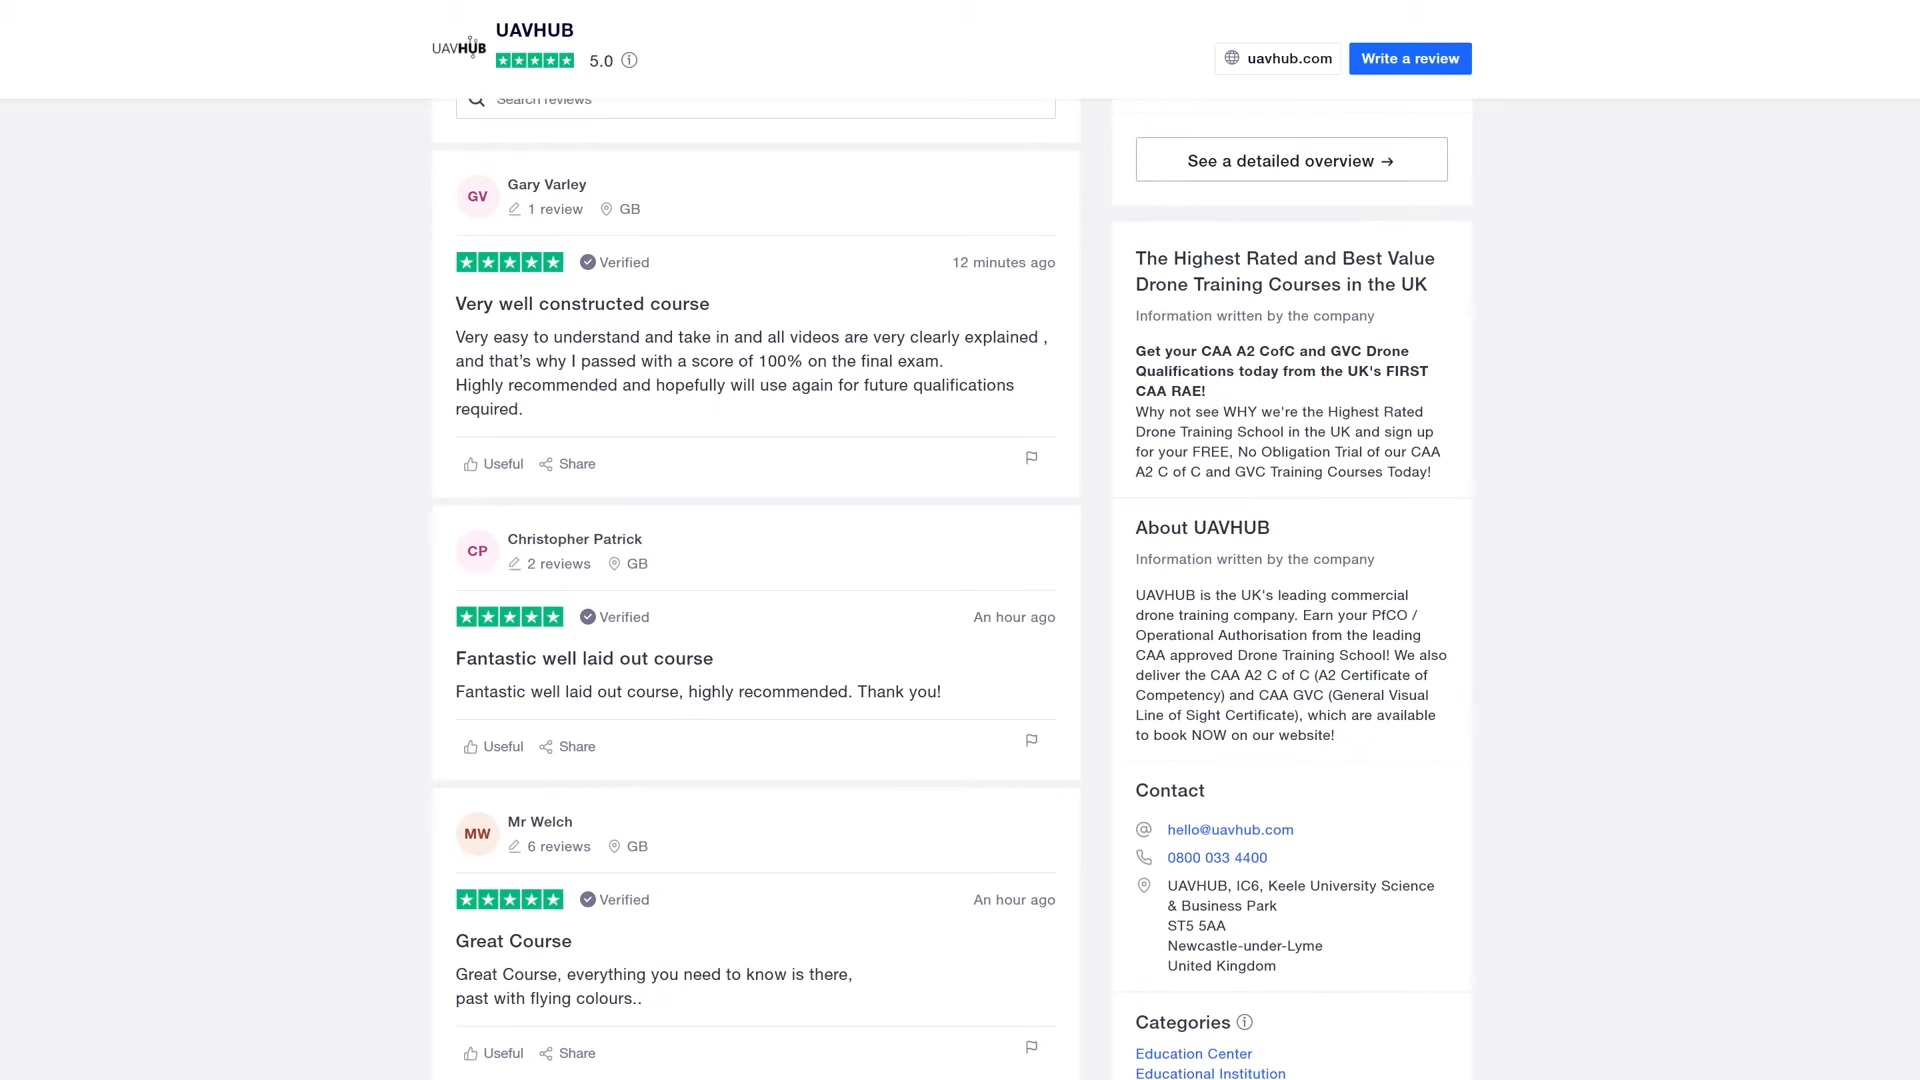 UAVHUB
UAVHUB
5.0
uavhub.com
Write a review
Search reviews
GV
Gary Varley
1 review
GB
Verified
12 minutes ago
Very well constructed course
Very easy to understand and take in and all videos are very clearly explained ,
and that’s why I passed with a score of 100% on the final exam.
Highly recommended and hopefully will use again for future qualifications
required.
Useful
Share
CP
Christopher Patrick
2 reviews
GB
Verified
An hour ago
Fantastic well laid out course
Fantastic well laid out course, highly recommended. Thank you!
Useful
Share
MW
Mr Welch
6 reviews
GB
Verified
An hour ago
Great Course
Great Course, everything you need to know is there,
past with flying colours..
Useful
Share
See a detailed overview →
The Highest Rated and Best Value
Drone Training Courses in the UK
Information written by the company
Get your CAA A2 CofC and GVC Drone
Qualifications today from the UK's FIRST
CAA RAE!
Why not see WHY we're the Highest Rated
Drone Training School in the UK and sign up
for your FREE, No Obligation Trial of our CAA
A2 C of C and GVC Training Courses Today!
About UAVHUB
Information written by the company
UAVHUB is the UK's leading commercial
drone training company. Earn your PfCO /
Operational Authorisation from the leading
CAA approved Drone Training School! We also
deliver the CAA A2 C of C (A2 Certificate of
Competency) and CAA GVC (General Visual
Line of Sight Certificate), which are available
to book NOW on our website!
Contact
hello@uavhub.com
0800 033 4400
UAVHUB, IC6, Keele University Science
& Business Park
ST5 5AA
Newcastle-under-Lyme
United Kingdom
Categories
Education Center
Educational Institution